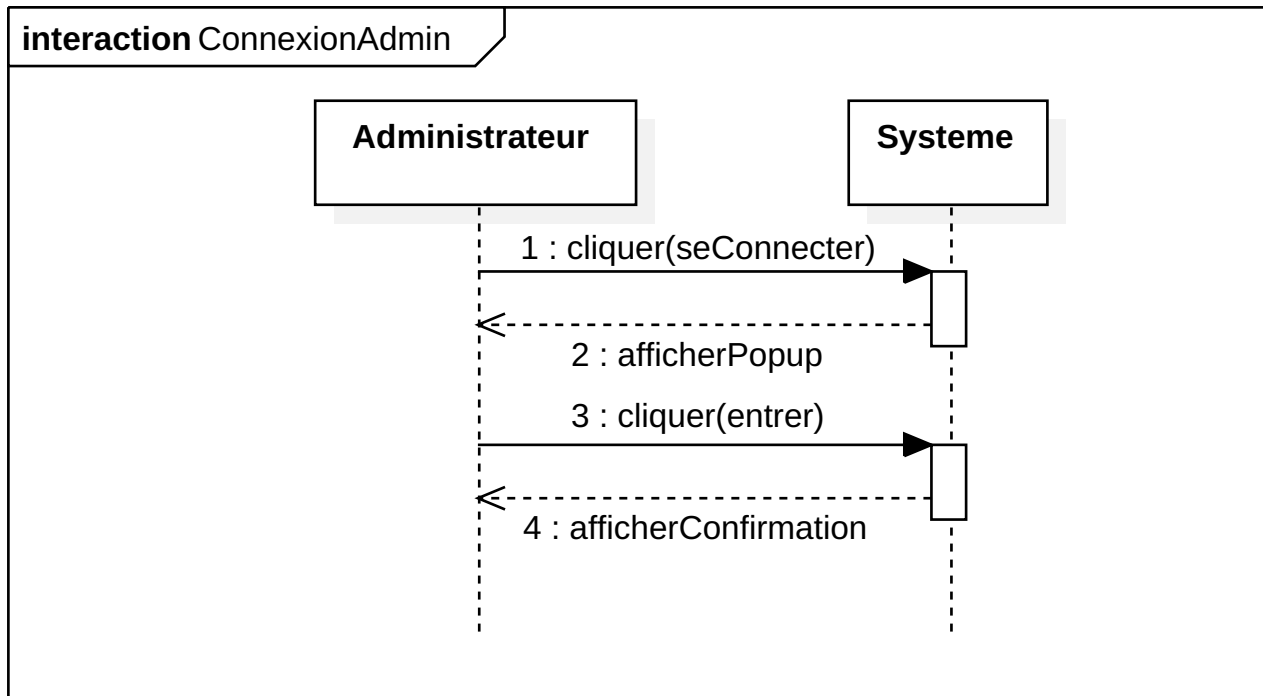 interaction ConnexionAdmin
Administrateur
Systeme
1 : cliquer(seConnecter)
2 : afficherPopup
3 : cliquer(entrer)
4 : afficherConfirmation